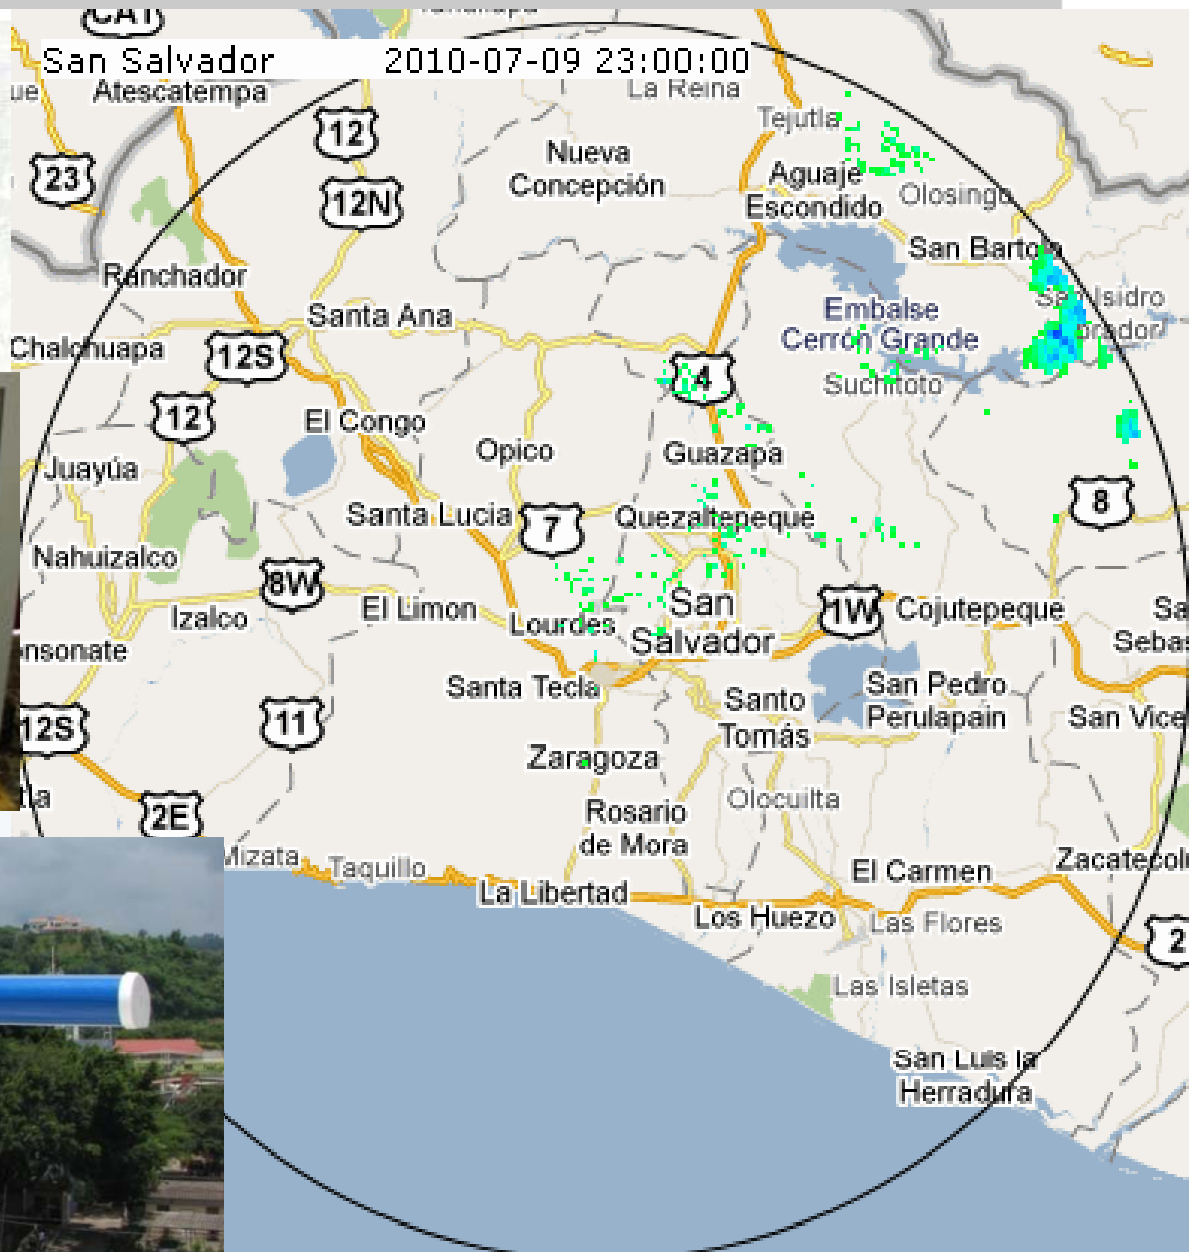 CA1
San Salvador 2010-07-09 23:00:00
Atescatempa
La Reina
12
Tejutla
Nueva
Concepción
23
12N
Aguaje
Escondido
Olosingo
San Bartolo
Ranchador
San Isidro
Santa Ana
Embalse
Cerrón Grande
Chalchuapa
12S
4
Suchitoto
12
El Congo
Opico
Guazapa
Juayúa
8
Santa Lucia
7
Quezaltepeque
Nahuizalco
8W
Izalco
El Limon
Lourdes
San
Salvador
1W
Cojutepeque
Santa Tecla
12S
11
Santo
Tomás
San Pedro
Perulapain
Zaragoza
2E
Rosario
de Mora
Olocuilta
Mizata
Taquillo
La Libertad
El Carmen
Los Huezo
Las Flores
2
Las Isletas
San Luis la
Herradura